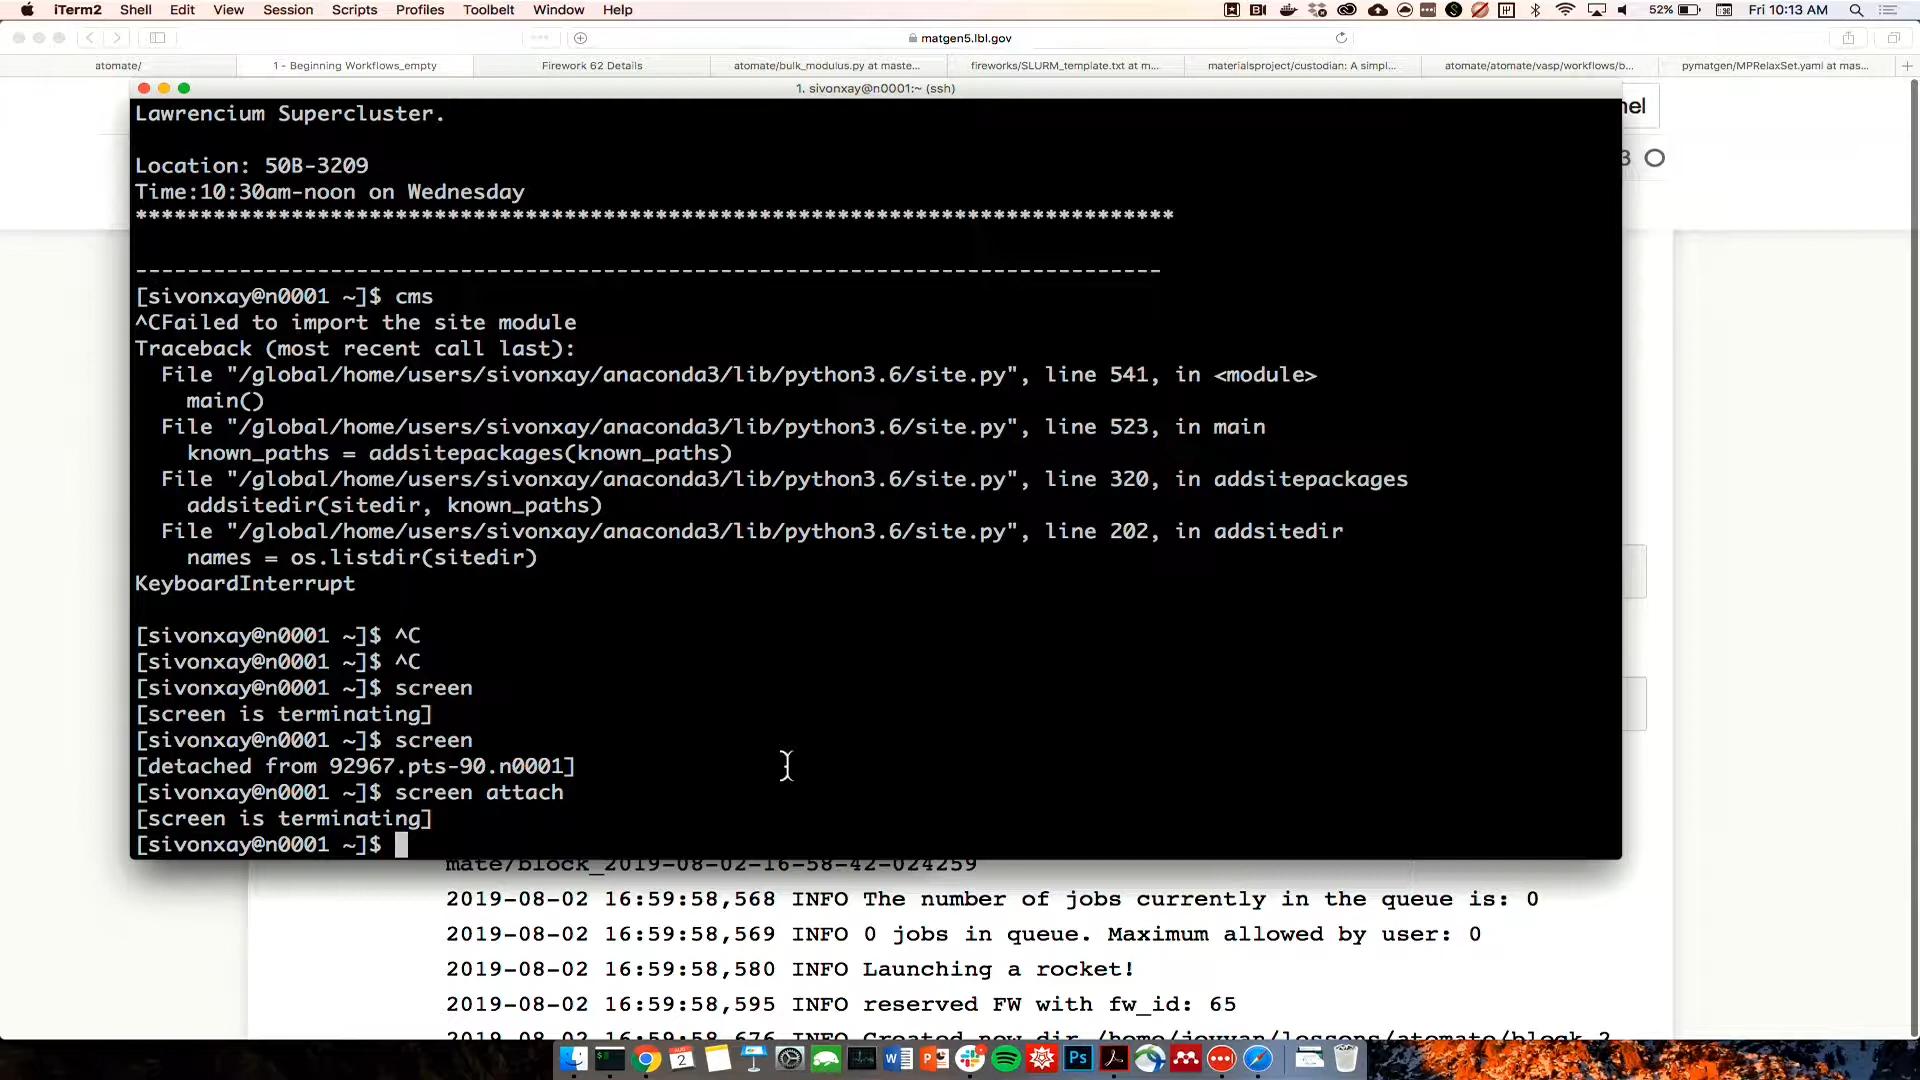 iTerm2 Shell Edit View Session Scripts Profiles Toolbelt Window Help 52% Fri 10:13 AM
matgen5.lbl.gov
atomate/ 1 - Beginning Workflows_empty Firework 62 Details atomate/bulk_modulus.py at maste... fireworks/SLURM_template.txt at m... materialsproject/custodian: A simpl... atomate/atomate/vasp/workflows/b... pymatgen/MPRelaxSet.yaml at mas...
1. sivonxay@n0001:~ (ssh)
nel
3
Lawrencium Supercluster.
Location: 50B-3209
Time:10:30am-noon on Wednesday
********************************************************************************
-------------------------------------------------------------------------------
[sivonxay@n0001 ~]$ cms
^CFailed to import the site module
Traceback (most recent call last):
File "/global/home/users/sivonxay/anaconda3/lib/python3.6/site.py", line 541, in <module>
main()
File "/global/home/users/sivonxay/anaconda3/lib/python3.6/site.py", line 523, in main
known_paths = addsitepackages(known_paths)
File "/global/home/users/sivonxay/anaconda3/lib/python3.6/site.py", line 320, in addsitepackages
addsitedir(sitedir, known_paths)
File "/global/home/users/sivonxay/anaconda3/lib/python3.6/site.py", line 202, in addsitedir
names = os.listdir(sitedir)
KeyboardInterrupt
[sivonxay@n0001 ~]$ ^C
[sivonxay@n0001 ~]$ ^C
[sivonxay@n0001 ~]$ screen
[screen is terminating]
[sivonxay@n0001 ~]$ screen
[detached from 92967.pts-90.n0001]
[sivonxay@n0001 ~]$ screen attach
[screen is terminating]
[sivonxay@n0001 ~]$
mate/block_2019-08-02-16-58-42-024259
2019-08-02 16:59:58,568 INFO The number of jobs currently in the queue is: 0
2019-08-02 16:59:58,569 INFO 0 jobs in queue. Maximum allowed by user: 0
2019-08-02 16:59:58,580 INFO Launching a rocket!
2019-08-02 16:59:58,595 INFO reserved FW with fw_id: 65
2019-08-02 16:59:58,676 INFO Created new dir /home/jovyan/lessons/atomate/block_2